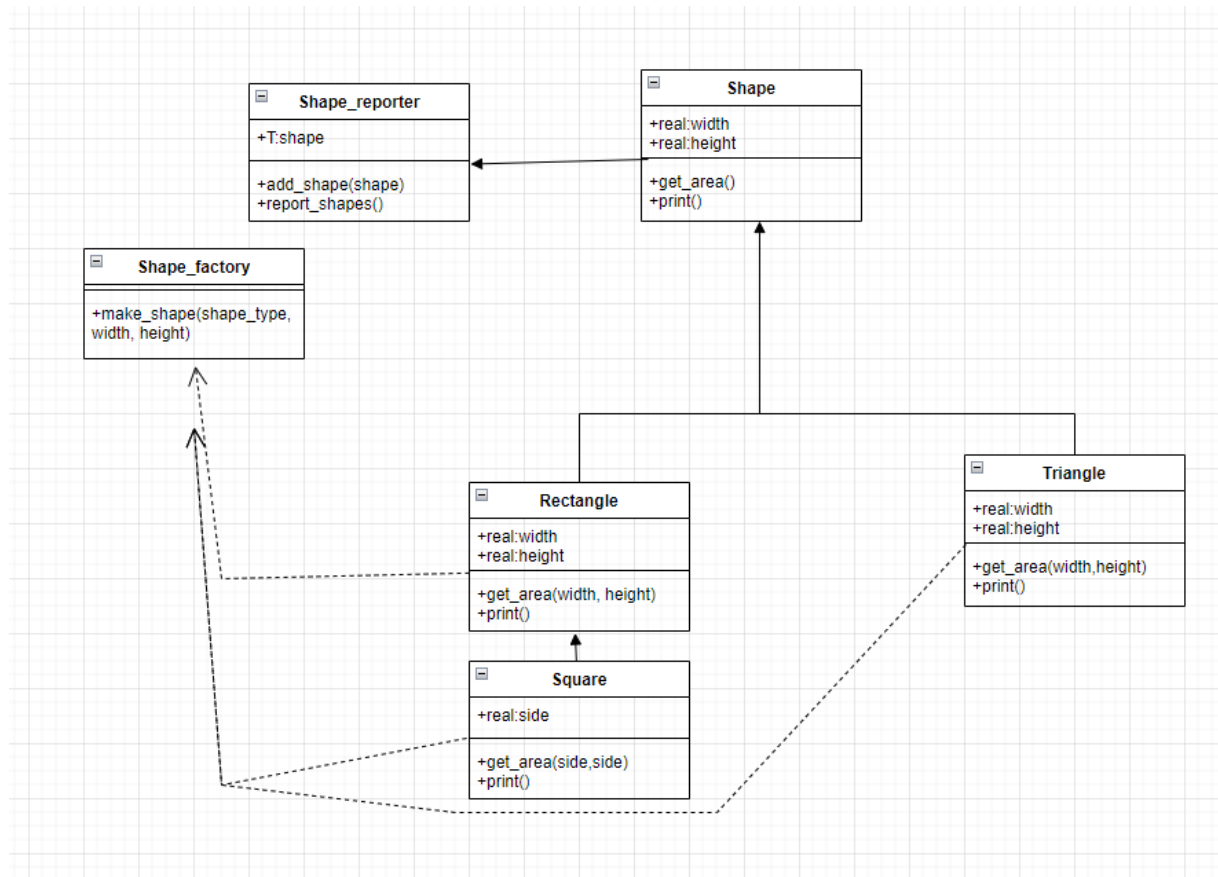 Shape_reporter
+T:shape
+add_shape(shape)
+report_shapes()
Shape
+real:width
+real:height
+get_area()
+print()
Shape_factory
+make_shape(shape_type,
width, height)
Rectangle
+real:width
+real:height
+get_area(width, height)
+print()
Triangle
+real:width
+real:height
+get_area(width,height)
+print()
Square
+real:side
+get_area(side,side)
+print()